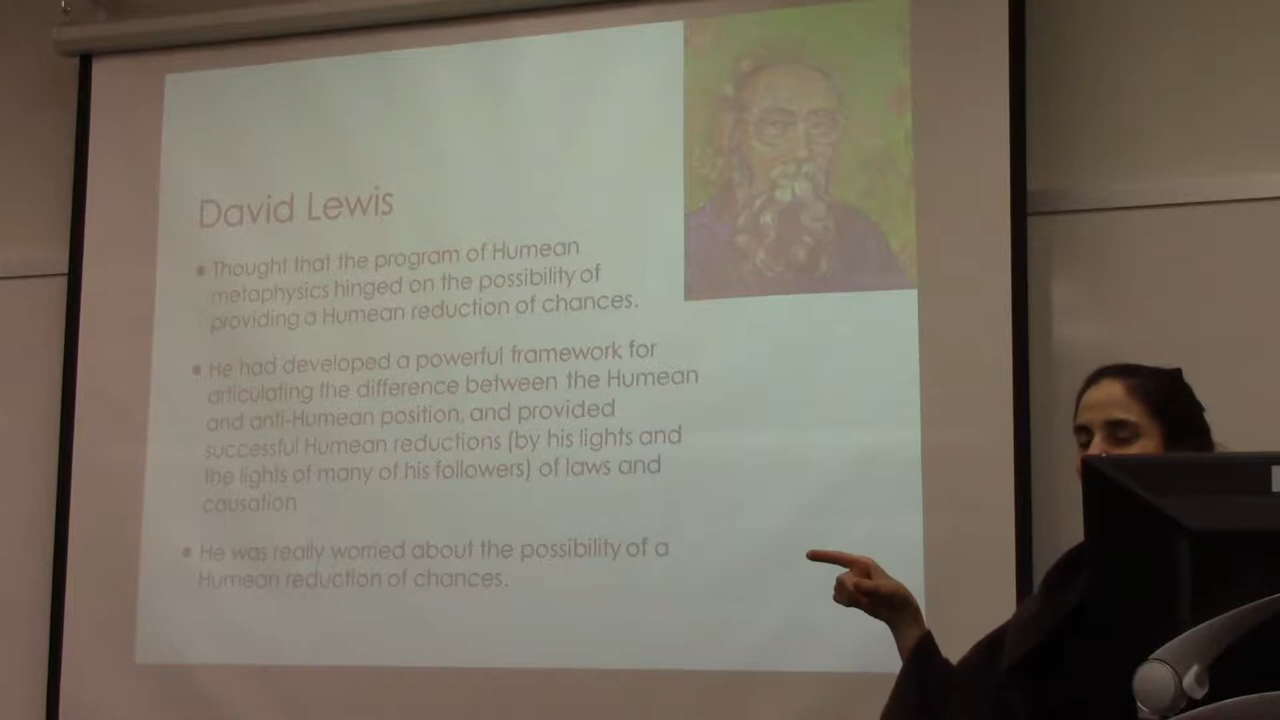 David Lewis
Thought that the program of Humean
metaphysics hinged on the possibility of
providing a Humean reduction of chances.
He had developed a powerful framework for
articulating the difference between the Humean
and anti-Humean position, and provided
successful Humean reductions (by his lights and
the lights of many of his followers) of laws and
causation
He was really worried about the possibility of a
Humean reduction of chances.